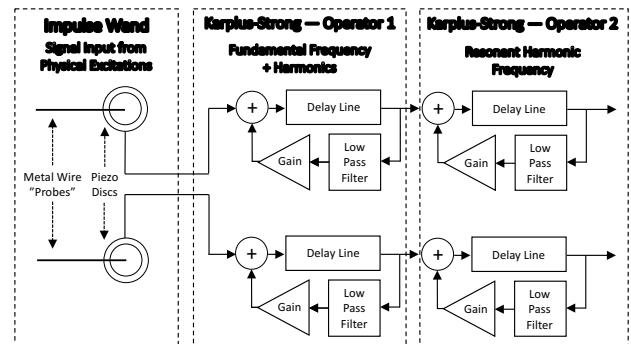 Impulse Wand
Signal Input from
Physical Excitations
Metal Wire
"Probes"
Piezo
Discs
Karplus-Strong — Operator 1
Fundamental Frequency
+ Harmonics
+
Delay Line
Gain
Low
Pass
Filter
+
Delay Line
Gain
Low
Pass
Filter
Karplus-Strong — Operator 2
Resonent Harmonic
Frequency
+
Delay Line
Gain
Low
Pass
Filter
+
Delay Line
Gain
Low
Pass
Filter